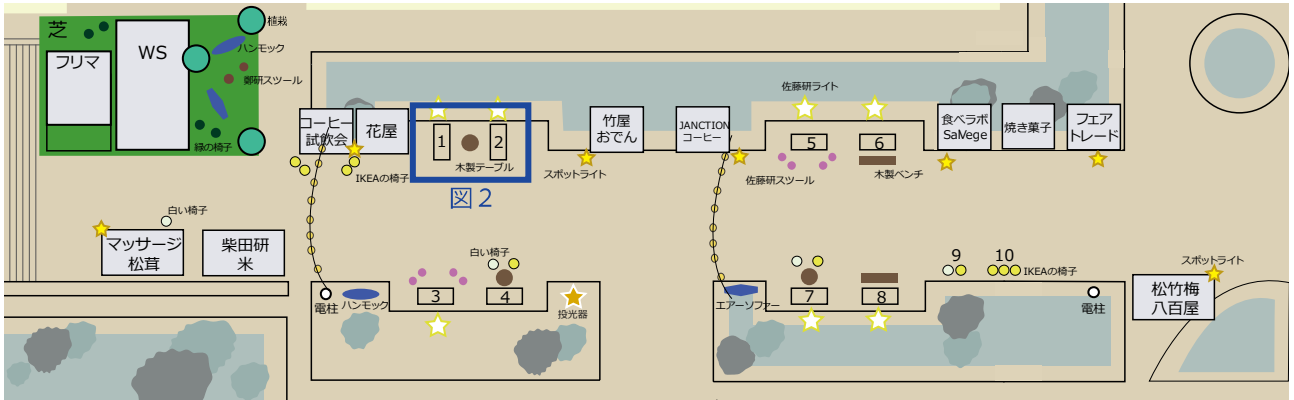 芝
植栽
ハンモック
フリマ
WS
鄭研スツール
緑の椅子
コーヒー
試飲会
花屋
IKEAの椅子
1
2
木製テーブル
図2
スポットライト
竹屋
おでん
JANCTION
コーヒー
佐藤研ライト
5
6
佐藤研スツール
木製ベンチ
食べラボ
SaIVege
焼き菓子
フェア
トレード
白い椅子
マッサージ
松茸
柴田研
米
電柱
ハンモック
白い椅子
3
4
投光器
エアーソファー
7
8
9
10
IKEAの椅子
電柱
スポットライト
松竹梅
八百屋